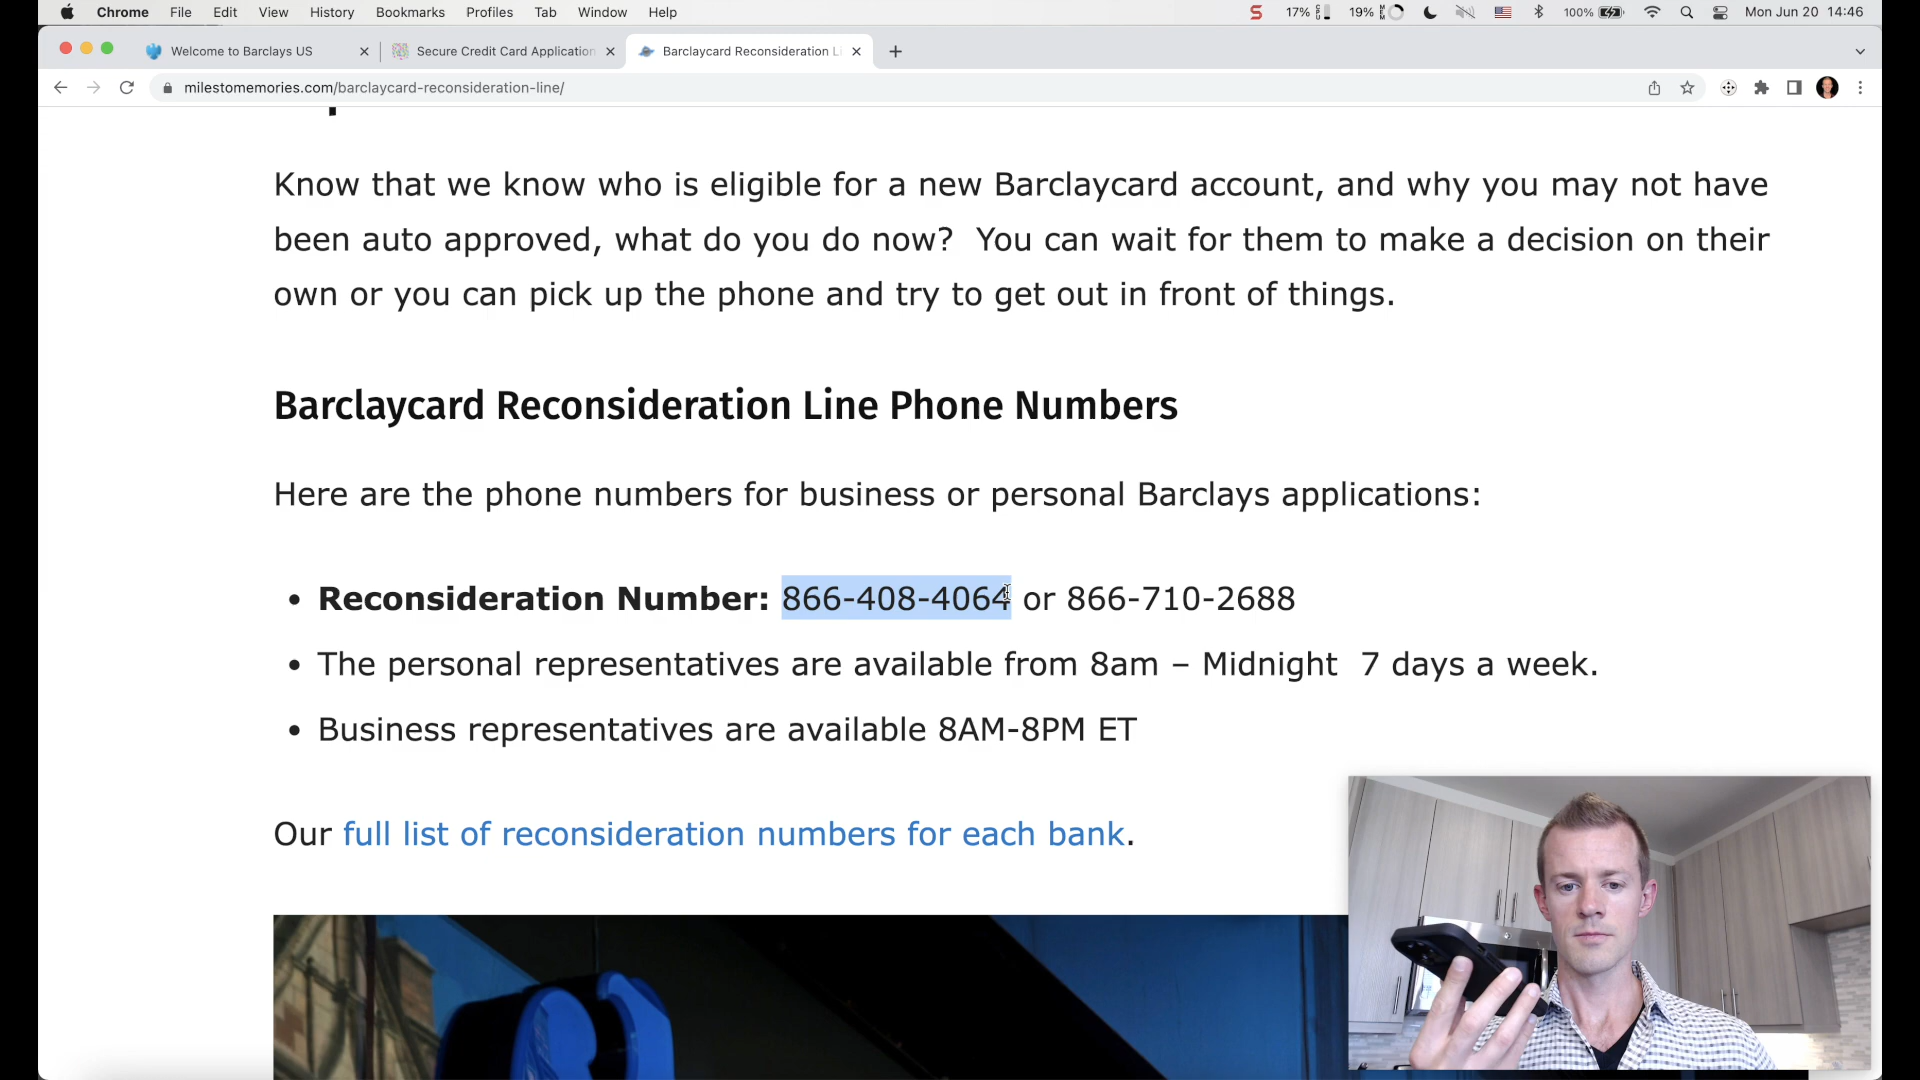 Chrome File Edit View History Bookmarks Profiles Tab Window Help 17% 19% 100% Mon Jun 20 14:46
Welcome to Barclays US Secure Credit Card Application Barclaycard Reconsideration Li
milestomemories.com/barclaycard-reconsideration-line/
Know that we know who is eligible for a new Barclaycard account, and why you may not have
been auto approved, what do you do now? You can wait for them to make a decision on their
own or you can pick up the phone and try to get out in front of things.
Barclaycard Reconsideration Line Phone Numbers
Here are the phone numbers for business or personal Barclays applications:
• Reconsideration Number: 866-408-4064 or 866-710-2688
• The personal representatives are available from 8am – Midnight 7 days a week.
• Business representatives are available 8AM-8PM ET
Our full list of reconsideration numbers for each bank.